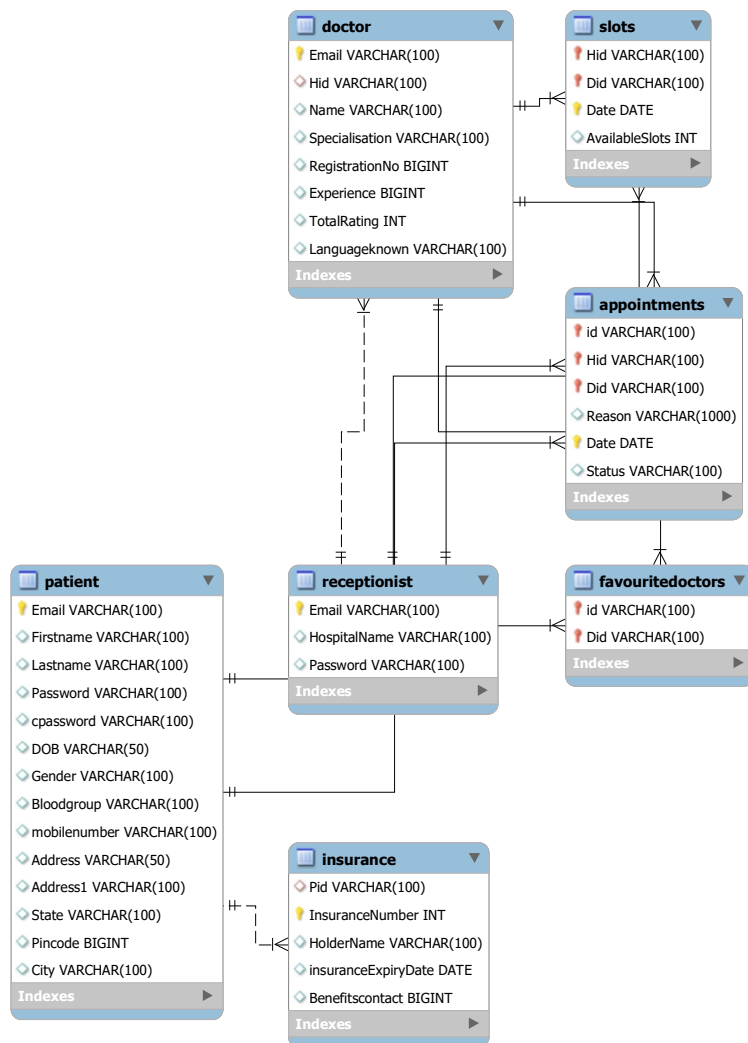 doctor
Email VARCHAR(100)
Hid VARCHAR(100)
Name VARCHAR(100)
Specialisation VARCHAR(100)
RegistrationNo BIGINT
Experience BIGINT
TotalRating INT
Languageknown VARCHAR(100)
Indexes
slots
Hid VARCHAR(100)
Did VARCHAR(100)
Date DATE
AvailableSlots INT
Indexes
appointments
id VARCHAR(100)
Hid VARCHAR(100)
Did VARCHAR(100)
Reason VARCHAR(1000)
Date DATE
Status VARCHAR(100)
Indexes
patient
Email VARCHAR(100)
Firstname VARCHAR(100)
Lastname VARCHAR(100)
Password VARCHAR(100)
cpassword VARCHAR(100)
DOB VARCHAR(50)
Gender VARCHAR(100)
Bloodgroup VARCHAR(100)
mobilenumber VARCHAR(100)
Address VARCHAR(50)
Address1 VARCHAR(100)
State VARCHAR(100)
Pincode BIGINT
City VARCHAR(100)
Indexes
receptionist
Email VARCHAR(100)
HospitalName VARCHAR(100)
Password VARCHAR(100)
Indexes
favouritedoctors
id VARCHAR(100)
Did VARCHAR(100)
Indexes
insurance
Pid VARCHAR(100)
InsuranceNumber INT
HolderName VARCHAR(100)
insuranceExpiryDate DATE
Benefitscontact BIGINT
Indexes